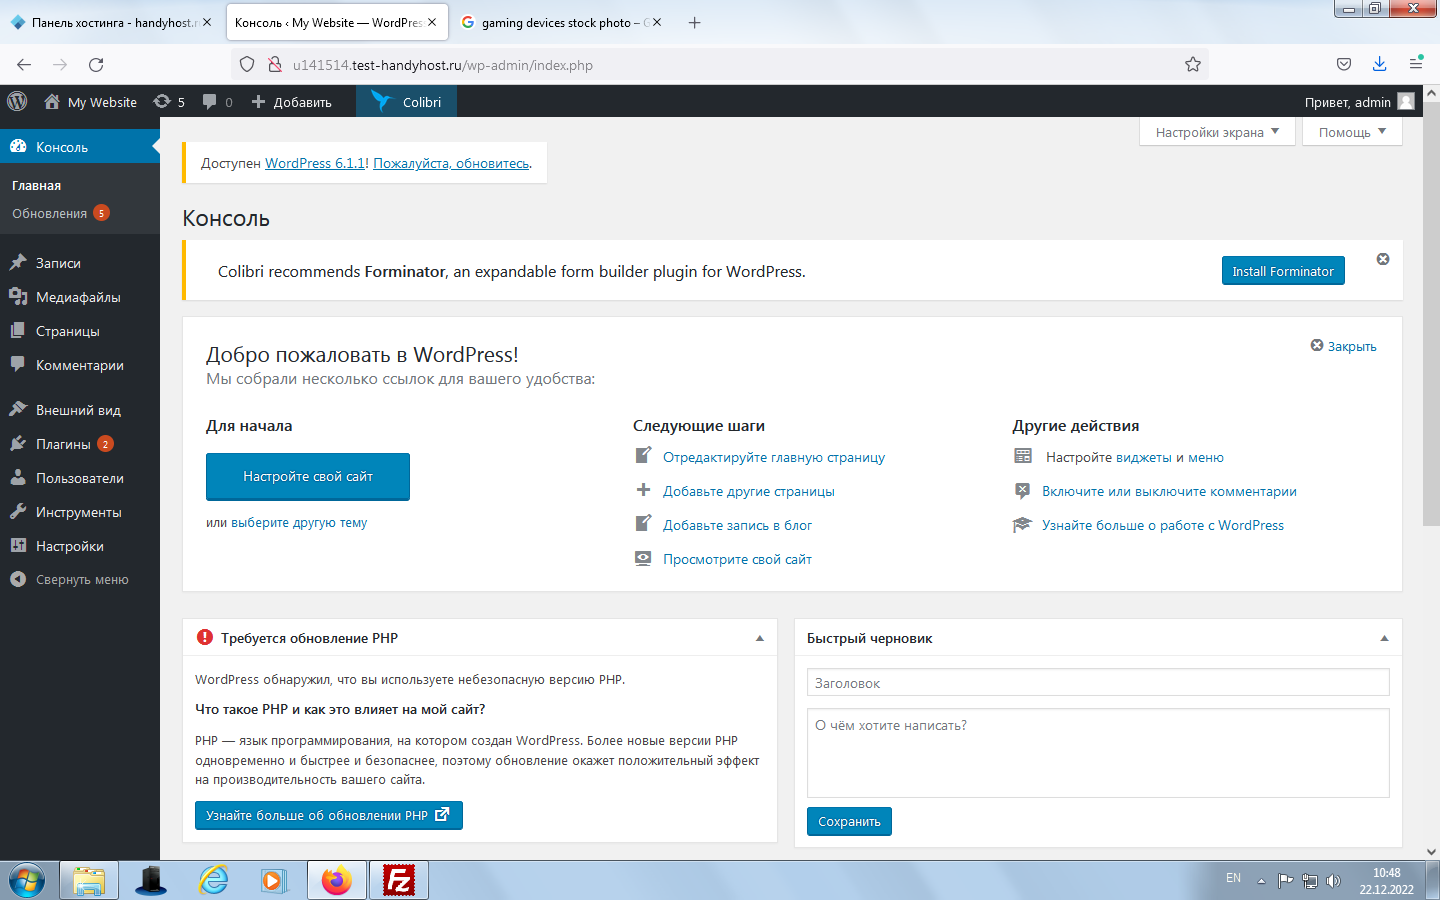 Панель хостинга - handyhost.r
Консоль ‹ My Website — WordPres
gaming devices stock photo – G
u141514.test-handyhost.ru/wp-admin/index.php
My Website
5
0
Добавить
Colibri
Привет, admin
Консоль
Главная
Обновления 5
Записи
Медиафайлы
Страницы
Комментарии
Внешний вид
Плагины 2
Пользователи
Инструменты
Настройки
Свернуть меню
Настройки экрана
Помощь
Доступен WordPress 6.1.1! Пожалуйста, обновитесь.
Консоль
Colibri recommends Forminator, an expandable form builder plugin for WordPress.
Install Forminator
Добро пожаловать в WordPress!
Закрыть
Мы собрали несколько ссылок для вашего удобства:
Для начала
Настройте свой сайт
или выберите другую тему
Следующие шаги
Отредактируйте главную страницу
Добавьте другие страницы
Добавьте запись в блог
Просмотрите свой сайт
Другие действия
Настройте виджеты и меню
Включите или выключите комментарии
Узнайте больше о работе с WordPress
Требуется обновление PHP
WordPress обнаружил, что вы используете небезопасную версию PHP.
Что такое PHP и как это влияет на мой сайт?
PHP — язык программирования, на котором создан WordPress. Более новые версии PHP
одновременно и быстрее и безопаснее, поэтому обновление окажет положительный эффект
на производительность вашего сайта.
Узнайте больше об обновлении PHP
Быстрый черновик
Заголовок
О чём хотите написать?
Сохранить
EN
10:48
22.12.2022